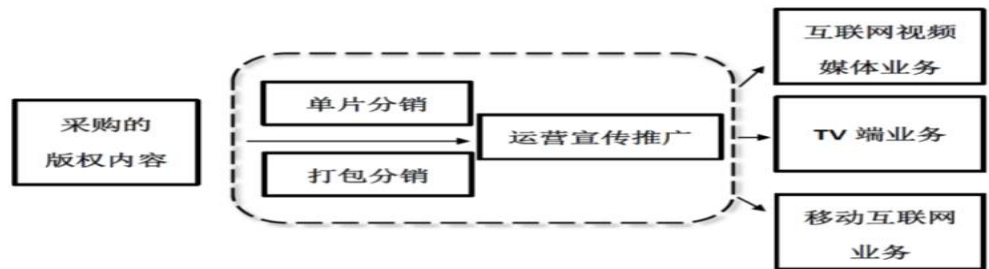 采购的
版权内容
单片分销
打包分销
运营宣传推广
互联网视频
媒体业务
TV 端业务
移动互联网
业务